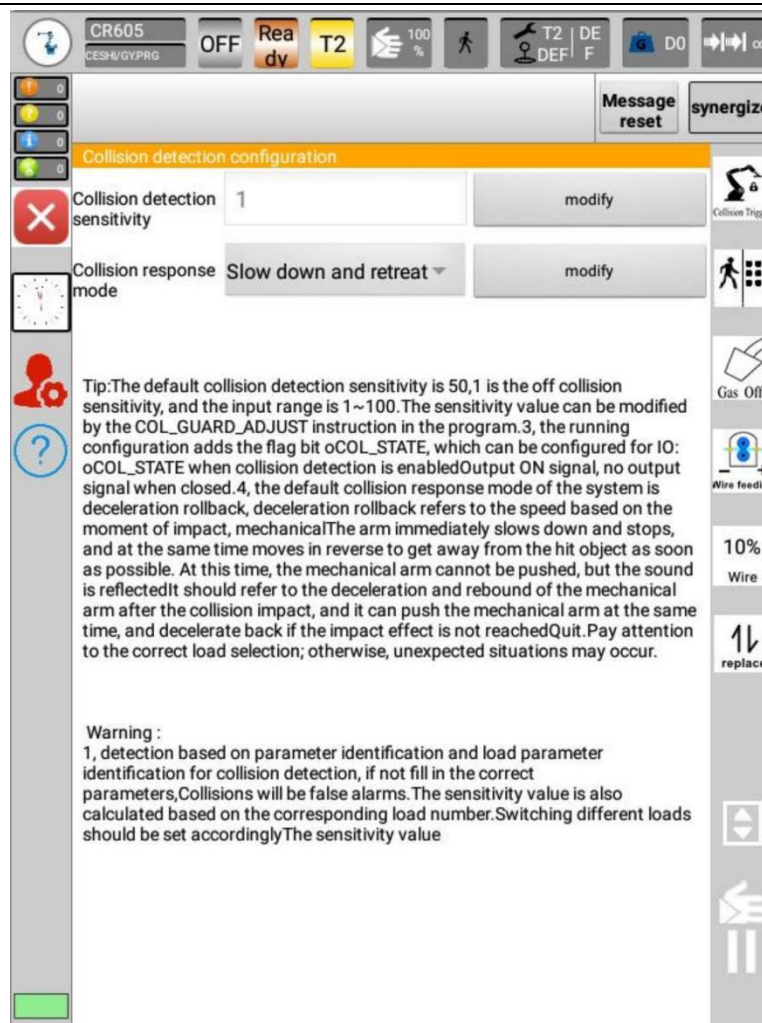 CR605
CESHI/GY.PRG
OFF
Rea
dy
T2
100
%
T2 | DE
DEF | F
G D0
0
0
0
0
Message
reset
synergize
Collision detection configuration
Collision detection
sensitivity
1
modify
Collision Trigg
Collision response
mode
Slow down and retreat
modify
Tip:The default collision detection sensitivity is 50,1 is the off collision
sensitivity, and the input range is 1~100.The sensitivity value can be modified
by the COL_GUARD_ADJUST instruction in the program.3, the running
configuration adds the flag bit oCOL_STATE, which can be configured for IO:
oCOL_STATE when collision detection is enabledOutput ON signal, no output
signal when closed.4, the default collision response mode of the system is
deceleration rollback, deceleration rollback refers to the speed based on the
moment of impact, mechanicalThe arm immediately slows down and stops,
and at the same time moves in reverse to get away from the hit object as soon
as possible. At this time, the mechanical arm cannot be pushed, but the sound
is reflectedIt should refer to the deceleration and rebound of the mechanical
arm after the collision impact, and it can push the mechanical arm at the same
time, and decelerate back if the impact effect is not reachedQuit.Pay attention
to the correct load selection; otherwise, unexpected situations may occur.
Gas Off
Wire feedi
10%
Wire
replace
Warning :
1, detection based on parameter identification and load parameter
identification for collision detection, if not fill in the correct
parameters,Collisions will be false alarms.The sensitivity value is also
calculated based on the corresponding load number.Switching different loads
should be set accordinglyThe sensitivity value